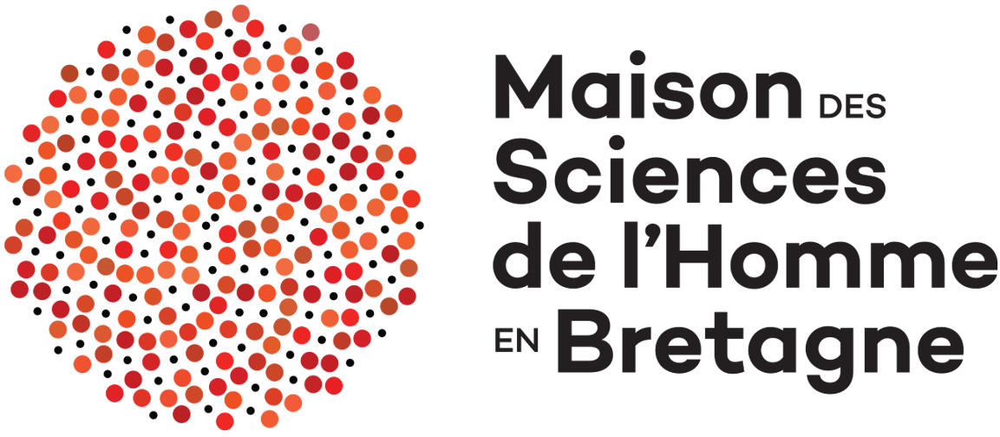 Maison DES
Sciences
de l’Homme
EN Bretagne